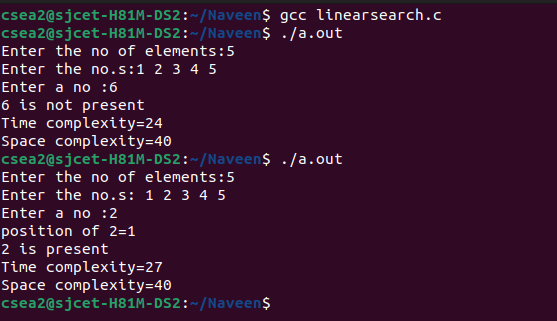 csea2@sjcet-H81M-DS2:~/Naveen$ gcc linearsearch.c
csea2@sjcet-H81M-DS2:~/Naveen$ ./a.out
Enter the no of elements:5
Enter the no.s:1 2 3 4 5
Enter a no :6
6 is not present
Time complexity=24
Space complexity=40
csea2@sjcet-H81M-DS2:~/Naveen$ ./a.out
Enter the no of elements:5
Enter the no.s: 1 2 3 4 5
Enter a no :2
position of 2=1
2 is present
Time complexity=27
Space complexity=40
csea2@sjcet-H81M-DS2:~/Naveen$